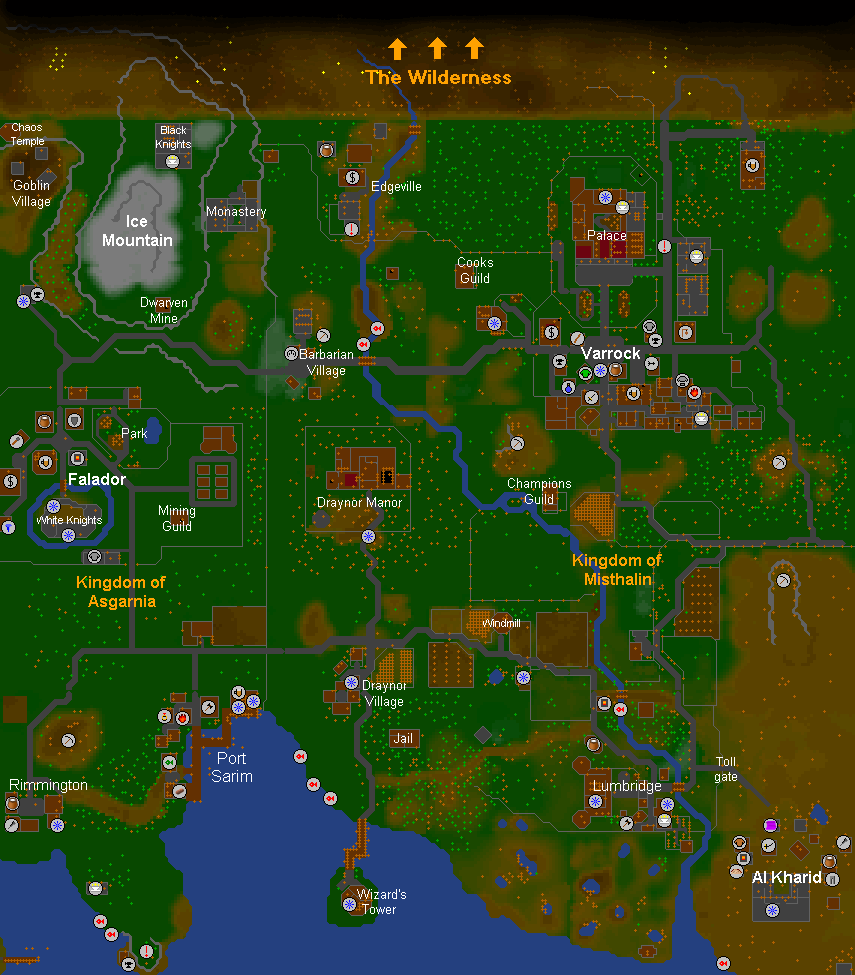 The Wilderness
Chaos
Temple
Black
Knights
Goblin
Village
Edgeville
Monastery
Ice
Mountain
Palace
Cooks
Guild
Dwarven
Mine
Barbarian
Village
Varrock
Park
Falador
Champions
Guild
Draynor Manor
Mining
Guild
White Knights
Kingdom of
Asgarnia
Kingdom of
Misthalin
Windmill
Draynor
Village
Jail
Port
Sarim
Toll
gate
Rimmington
Lumbridge
Al Kharid
Wizard's
Tower